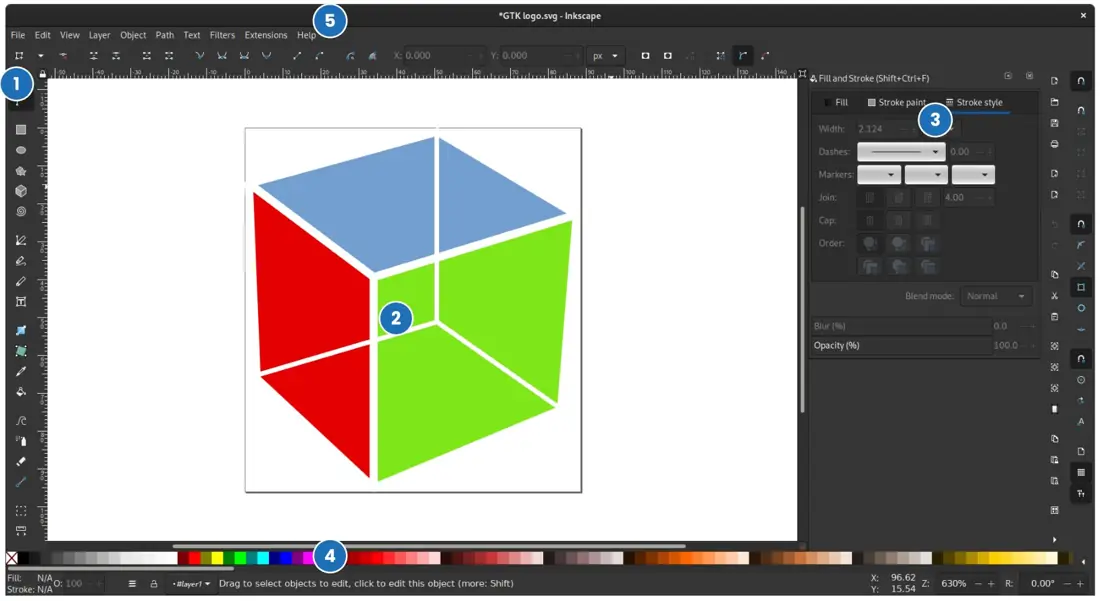 *GTK logo.svg - Inkscape
5
File Edit View Layer Object Path Text Filters Extensions Help
X: 0.000 Y: 0.000 px
1
Fill and Stroke (Shift+Ctrl+F)
Fill Stroke paint Stroke style
3
Width: 2.124
Dashes: 0.00
Markers:
Join: 4.00
Cap:
Order:
2
Blend mode: Normal
Blur (%) 0.0
Opacity (%) 100.0
4
Fill: N/A
Stroke: N/A
O: 100
#layer1
Drag to select objects to edit, click to edit this object (more: Shift)
X: 96.62
Y: 15.54
Z: 630%
R: 0.00°